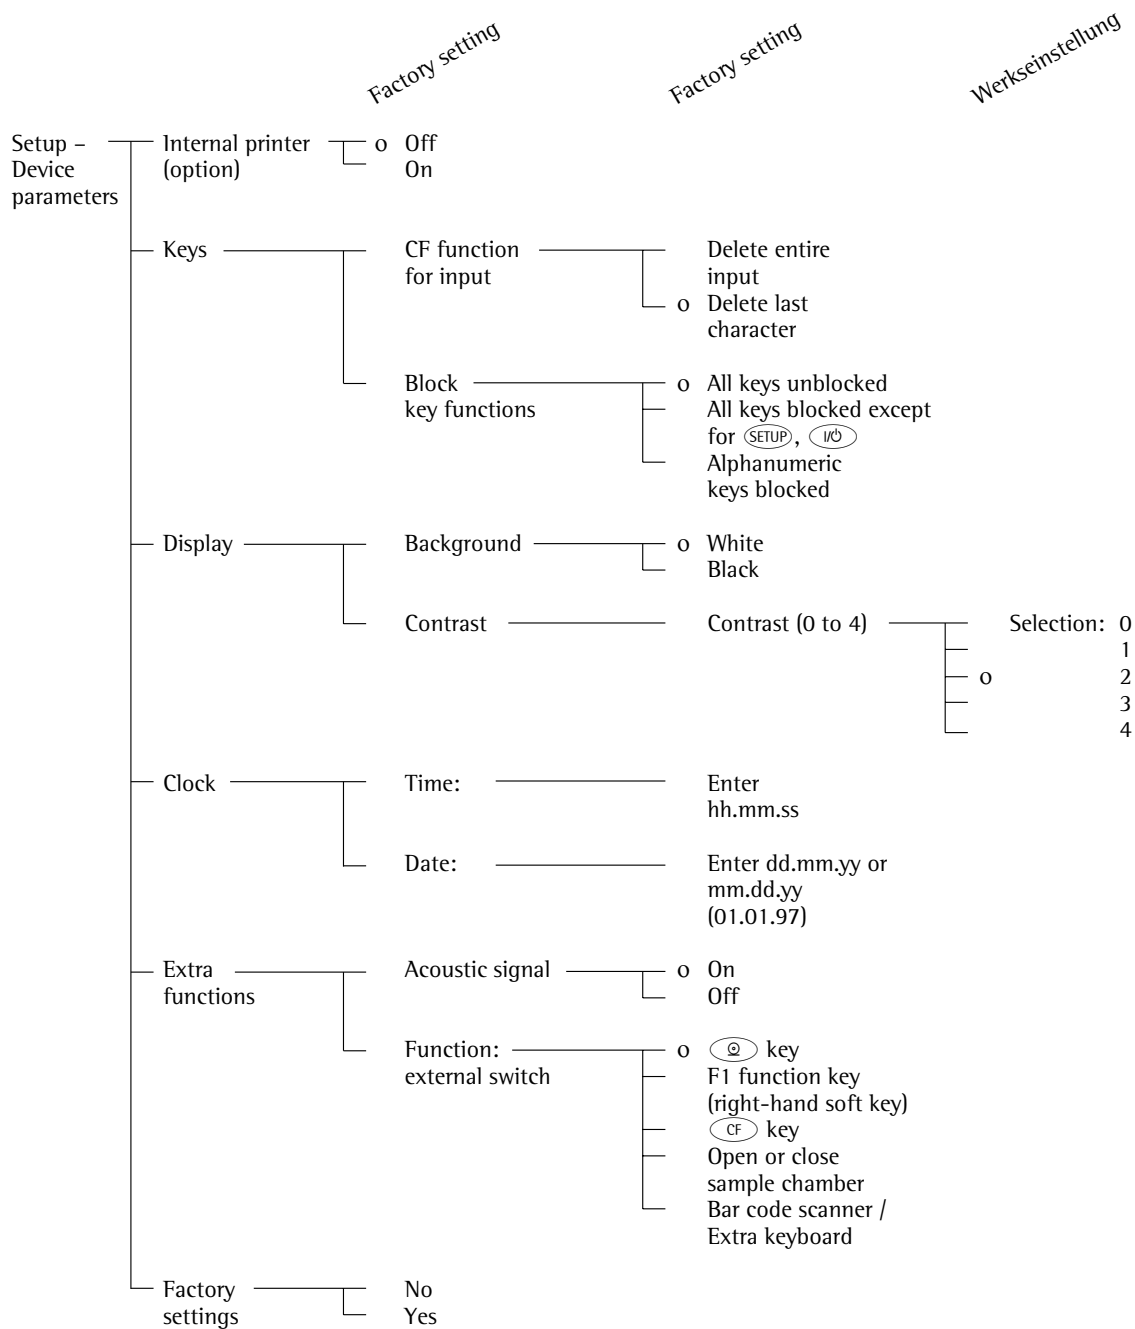 Factory setting Factory setting Werkseinstellung
Setup – Internal printer o Off
Device (option) On
parameters
Keys CF function Delete entire
for input input
o Delete last
character
Block o All keys unblocked
key functions All keys blocked except
for SETUP, I/⏻
Alphanumeric
keys blocked
Display Background o White
Black
Contrast Contrast (0 to 4) Selection: 0
1
o 2
3
4
Clock Time: Enter
hh.mm.ss
Date: Enter dd.mm.yy or
mm.dd.yy
(01.01.97)
Extra Acoustic signal o On
functions Off
Function: o key
external switch F1 function key
(right-hand soft key)
CF key
Open or close
sample chamber
Bar code scanner /
Extra keyboard
Factory No
settings Yes